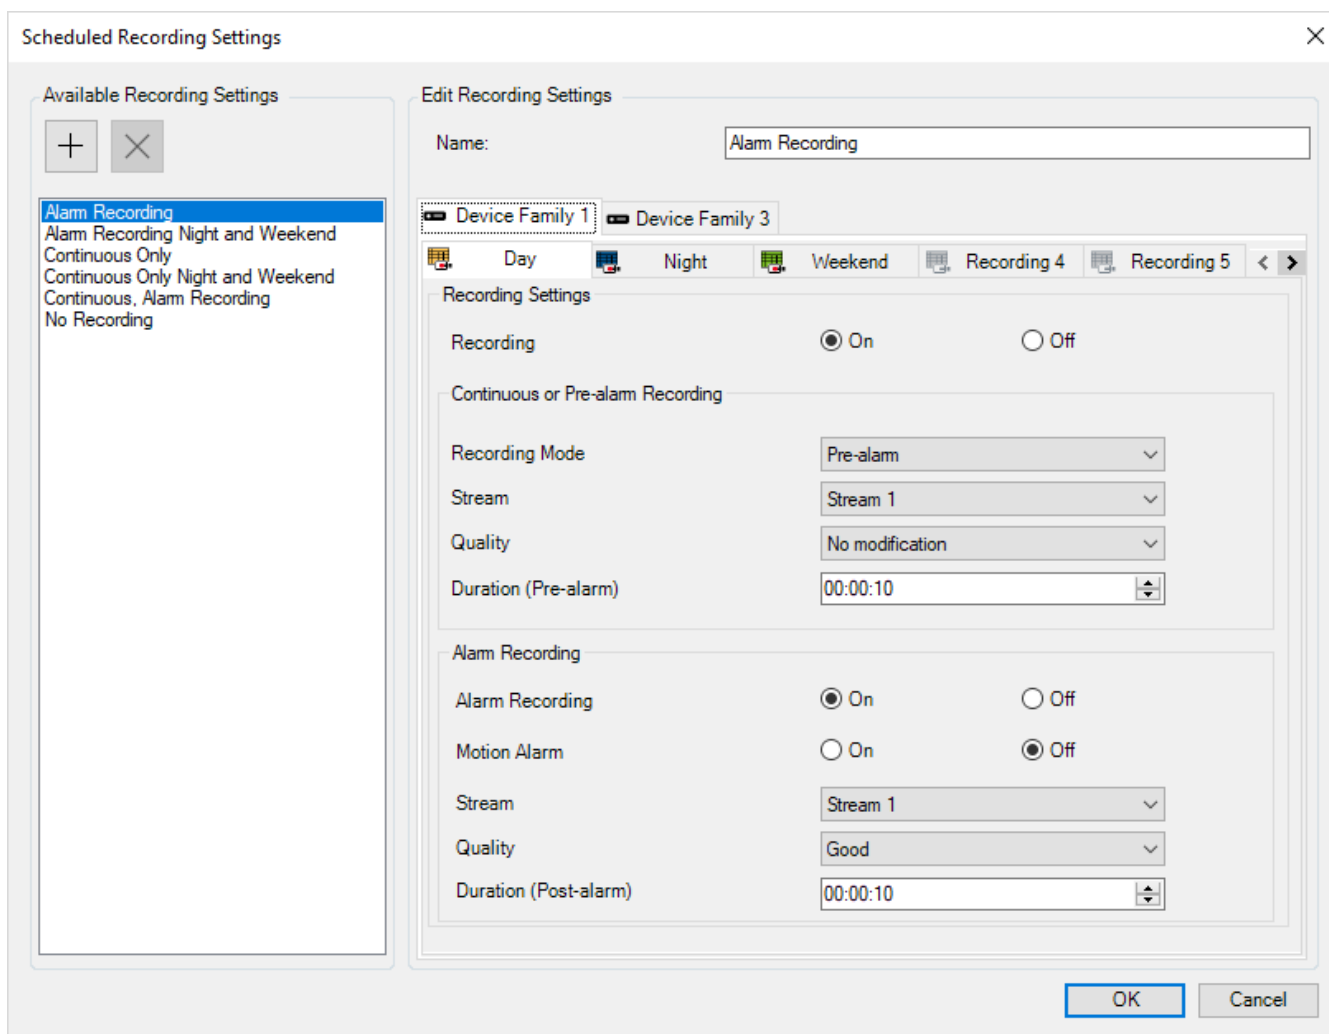 Scheduled Recording Settings
Available Recording Settings
Alarm Recording
Alarm Recording Night and Weekend
Continuous Only
Continuous Only Night and Weekend
Continuous, Alarm Recording
No Recording
Edit Recording Settings
Name: Alarm Recording
Device Family 1 Device Family 3
Day Night Weekend Recording 4 Recording 5
Recording Settings
Recording On Off
Continuous or Pre-alarm Recording
Recording Mode Pre-alarm
Stream Stream 1
Quality No modification
Duration (Pre-alarm) 00:00:10
Alarm Recording
Alarm Recording On Off
Motion Alarm On Off
Stream Stream 1
Quality Good
Duration (Post-alarm) 00:00:10
OK Cancel